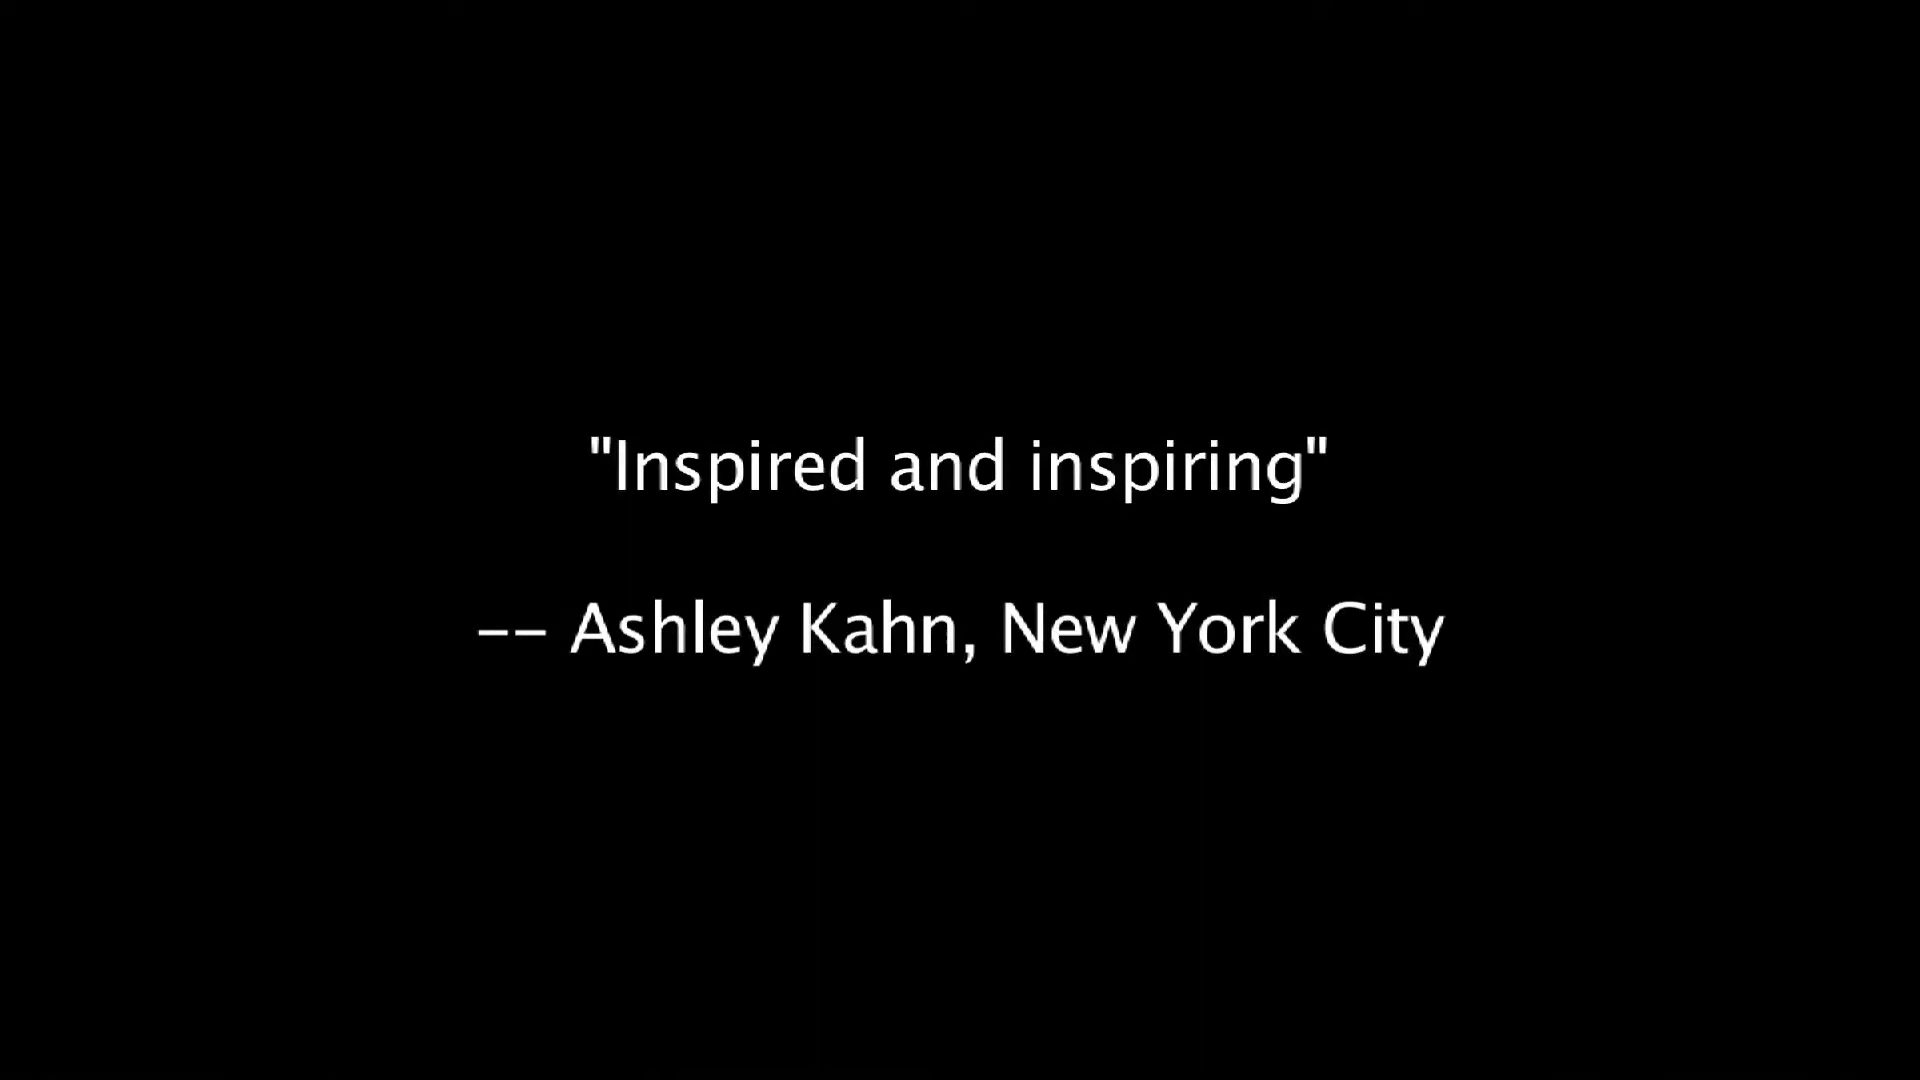 "Inspired and inspiring"
-- Ashley Kahn, New York City